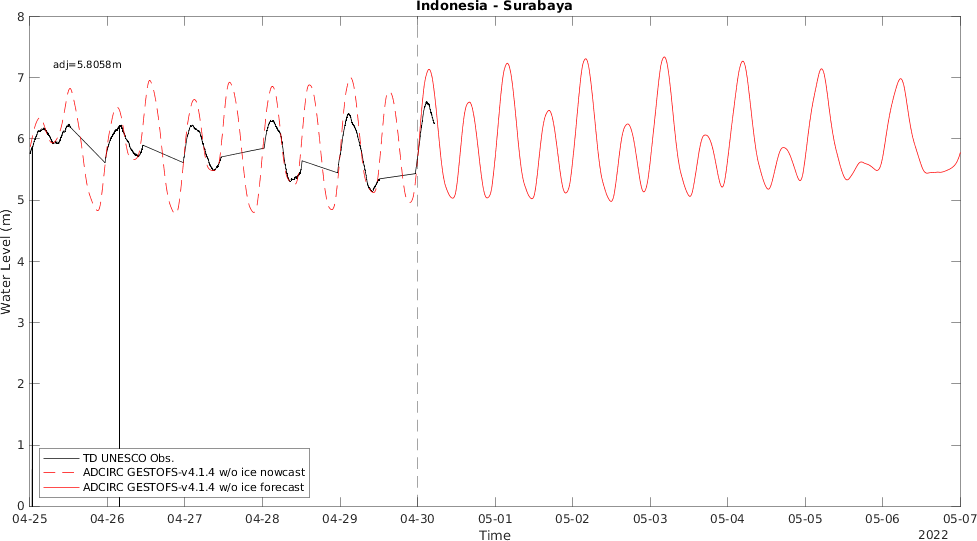 Indonesia - Surabaya
8
adj=5.8058m
7
6
5
4
3
2
1
0
Water Level (m)
TD UNESCO Obs.
ADCIRC GESTOFS-v4.1.4 w/o ice nowcast
ADCIRC GESTOFS-v4.1.4 w/o ice forecast
04-25 04-26 04-27 04-28 04-29 04-30 05-01 05-02 05-03 05-04 05-05 05-06 05-07
Time
2022